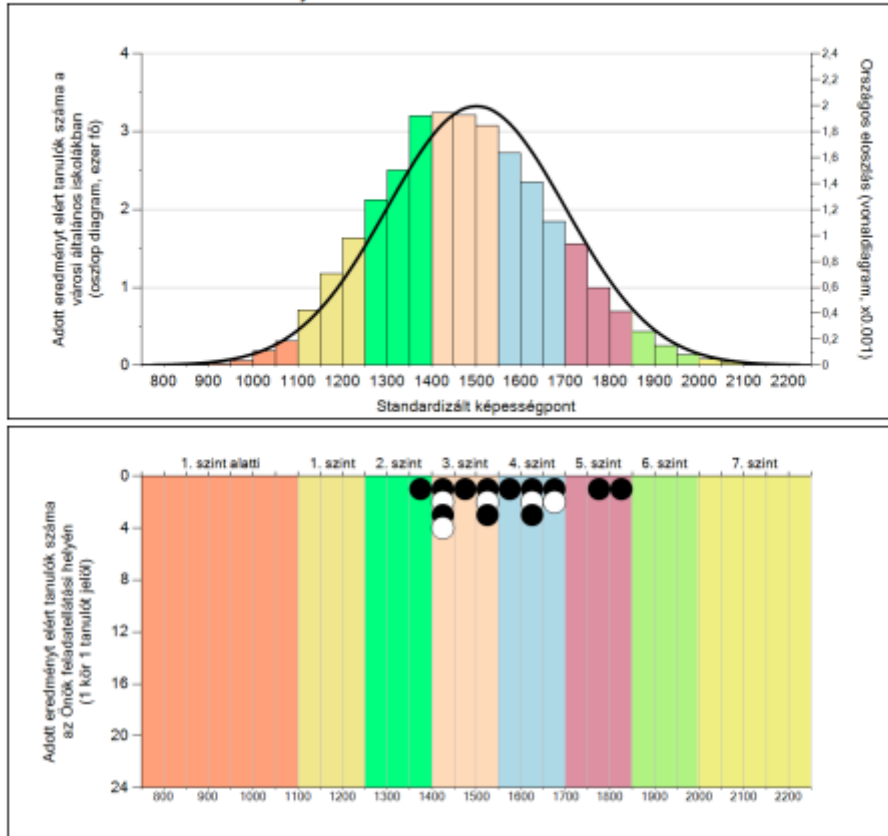 Adott eredményt elért tanulók száma a
városi általános iskolákban
(oszlop diagram, ezer fő)
4
3
2
1
0
2,4
2,2
2
1,8
1,6
1,4
1,2
1
0,8
0,6
0,4
0,2
0
Országos eloszlás (vonaldiagram, x0.001)
800 900 1000 1100 1200 1300 1400 1500 1600 1700 1800 1900 2000 2100 2200
Standardizált képességpont
1. szint alatti 1. szint 2. szint 3. szint 4. szint 5. szint 6. szint 7. szint
Adott eredményt elért tanulók száma
az Önök feladatellátási helyén
(1 kör 1 tanulót jelöl)
0
4
8
12
16
20
24
800 900 1000 1100 1200 1300 1400 1500 1600 1700 1800 1900 2000 2100 2200